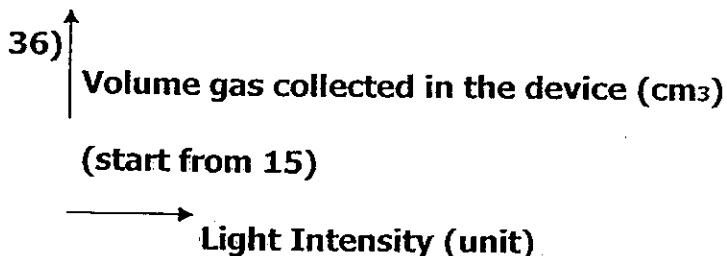 36)
Volume gas collected in the device (cm3)
(start from 15)
Light Intensity (unit)